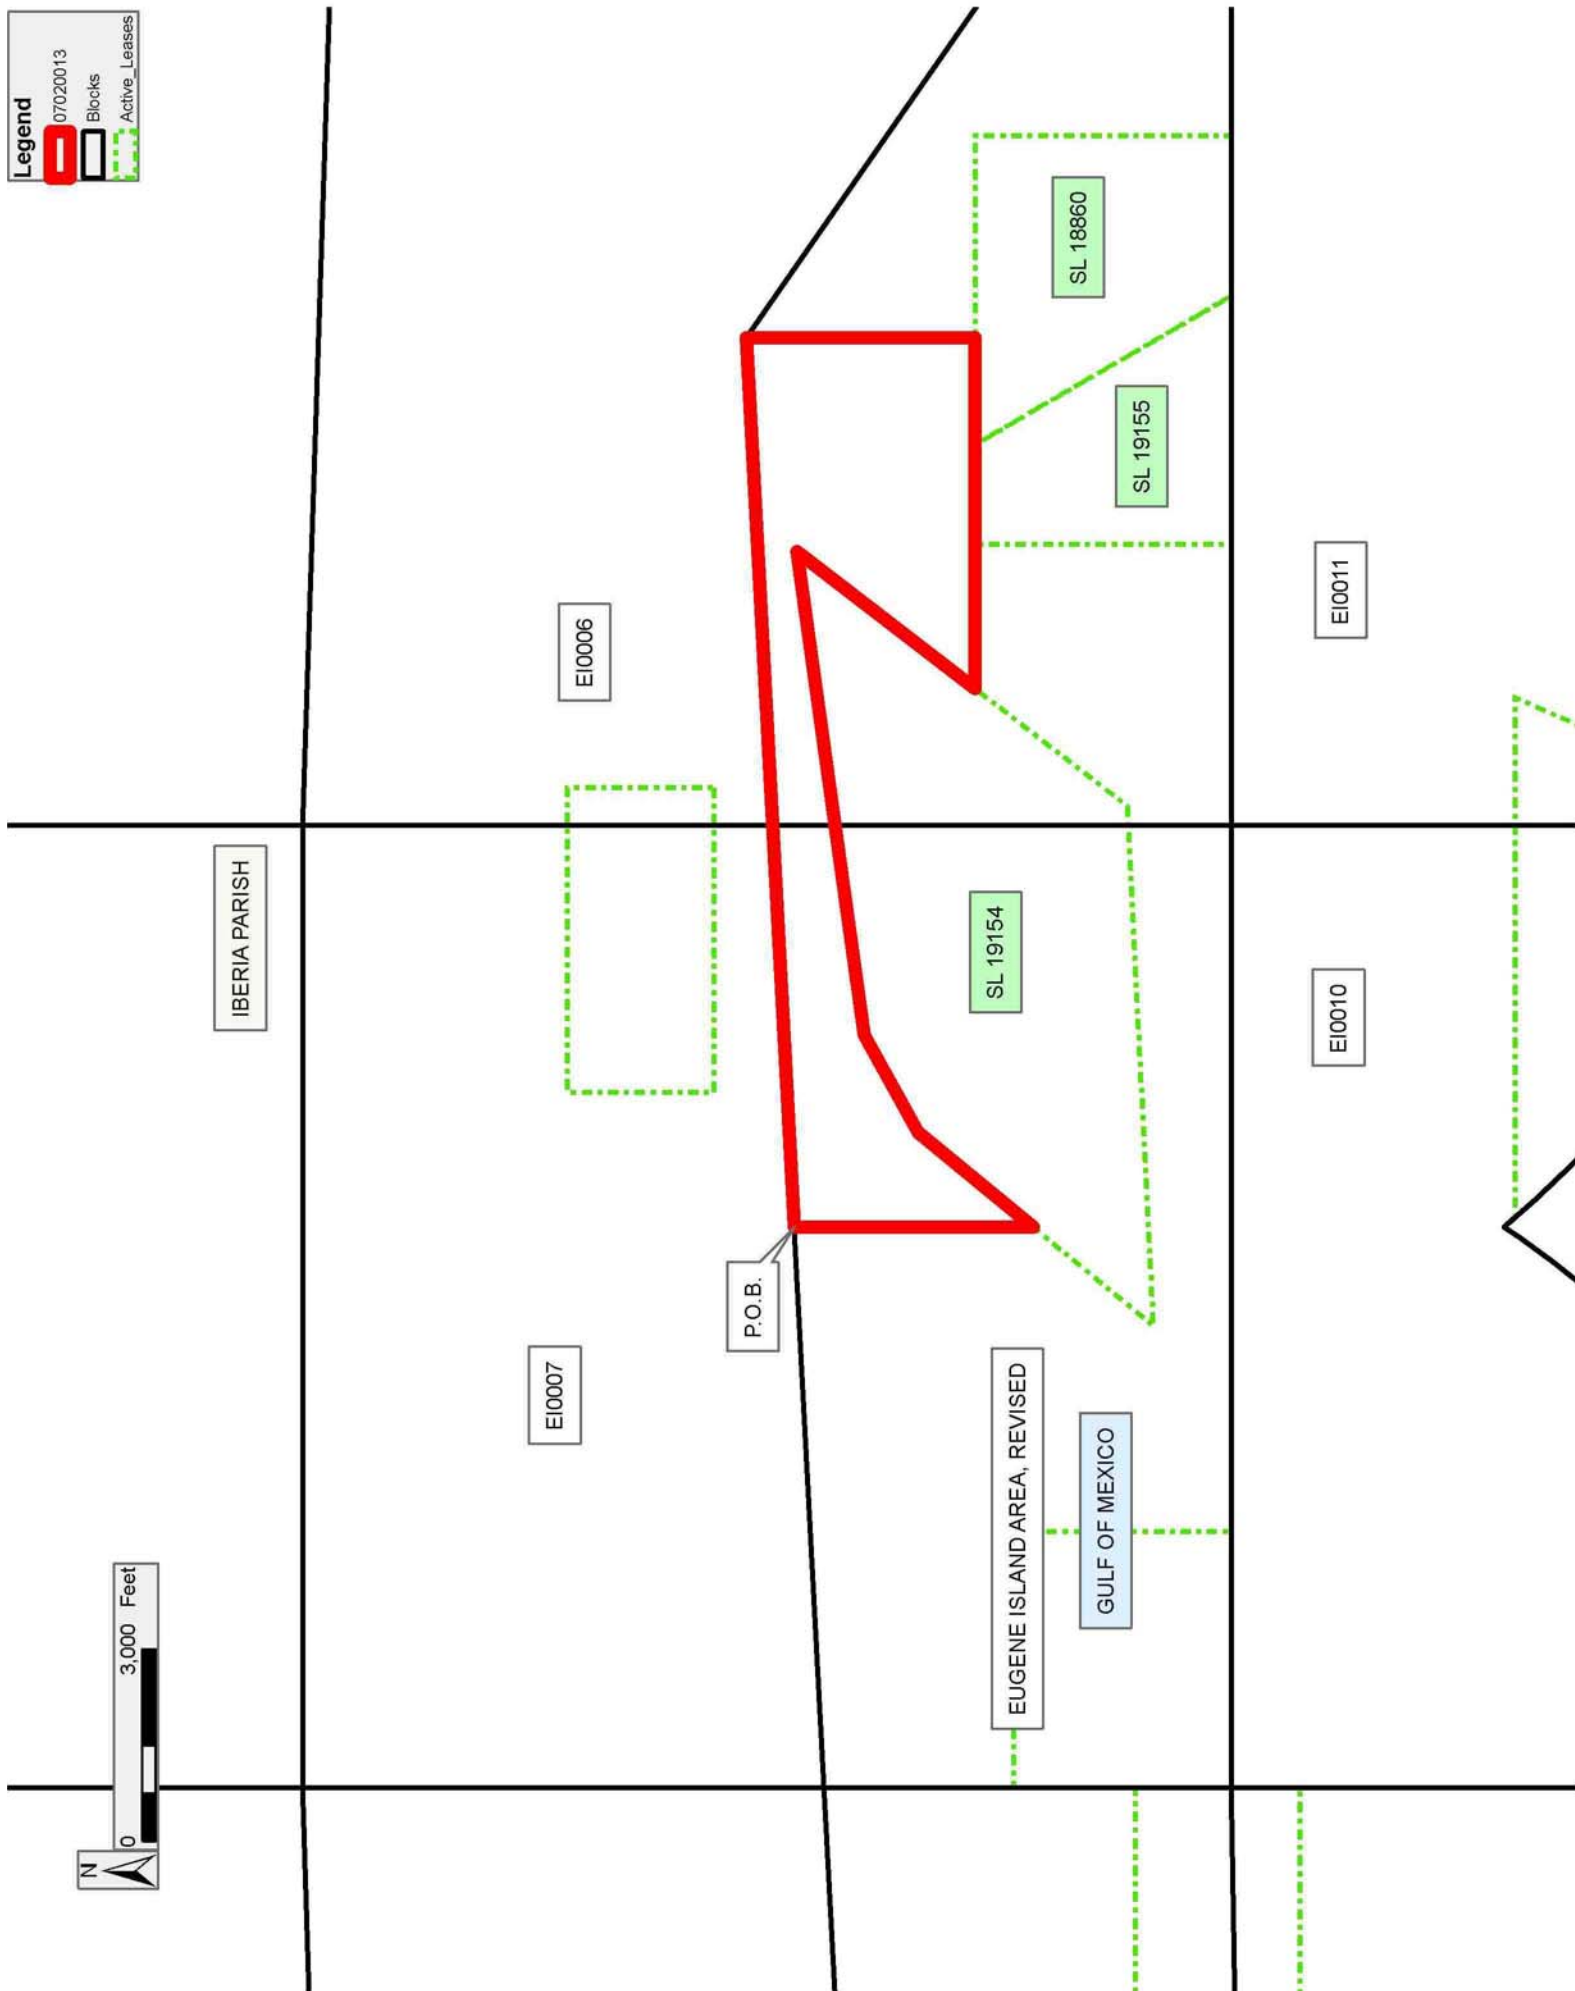 Legend
07020013
Blocks
Active_Leases
N
0
3,000
Feet
IBERIA PARISH
EI0007
EI0006
P.O.B.
SL 19154
SL 18860
SL 19155
EUGENE ISLAND AREA, REVISED
GULF OF MEXICO
EI0010
EI0011